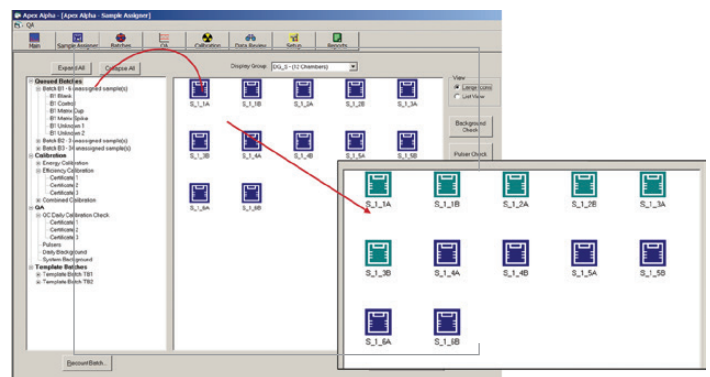 Apex Alpha - [Apex Alpha - Sample Assigner]
QA
Main Sample Assigner Batches QA Calibration Data Review Setup Reports
Expand All Collapse All Display Group: DG_S - (12 Chambers)
Queued Batches
Batch B1 - 6 unassigned sample(s)
B1 Blank
B1 Control
B1 Matrix Dup
B1 Matrix Spike
B1 Unknown 1
B1 Unknown 2
Batch B2 - unassigned sample(s)
Batch B3 - unassigned sample(s)
Calibration
Energy Calibration
Efficiency Calibration
Certificate 1
Certificate 2
Certificate 3
Combined Calibration
QA
QC Daily Calibration Check
Certificate 1
Certificate 2
Certificate 3
Pulsers
Daily Background
System Background
Template Batches
Template Batch TB1
Template Batch TB2
Recount Batch...
S_1_1A S_1_1B S_1_2A S_1_2B S_1_3A
S_1_3B S_1_4A S_1_4B S_1_5A S_1_5B
S_1_6A S_1_6B
View
Large Icons
List View
Background
Check
Pulser Check
S_1_1A S_1_1B S_1_2A S_1_2B S_1_3A
S_1_3B S_1_4A S_1_4B S_1_5A S_1_5B
S_1_6A S_1_6B